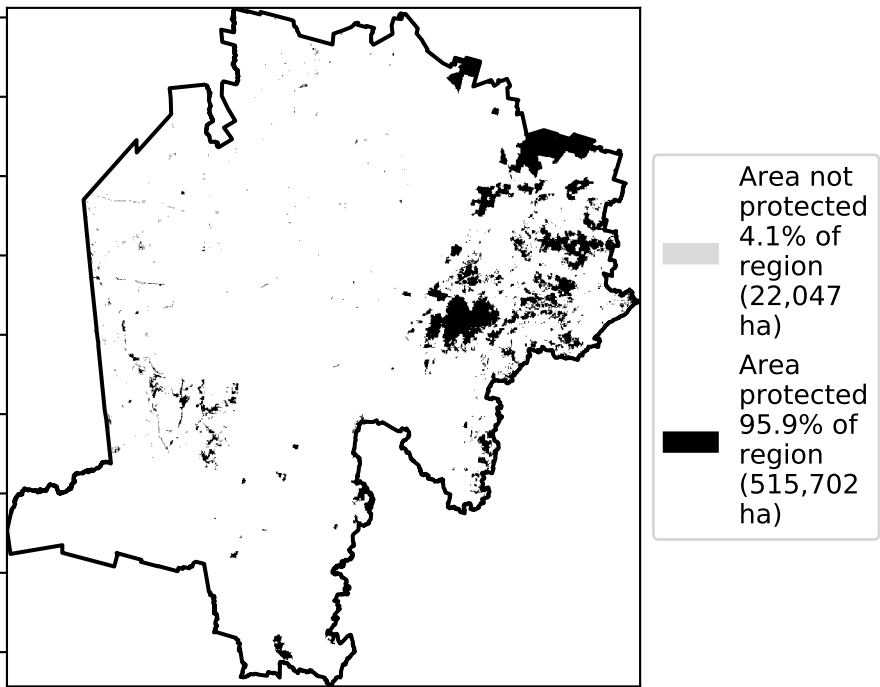 Area not
protected
4.1% of
region
(22,047
ha)
Area
protected
95.9% of
region
(515,702
ha)